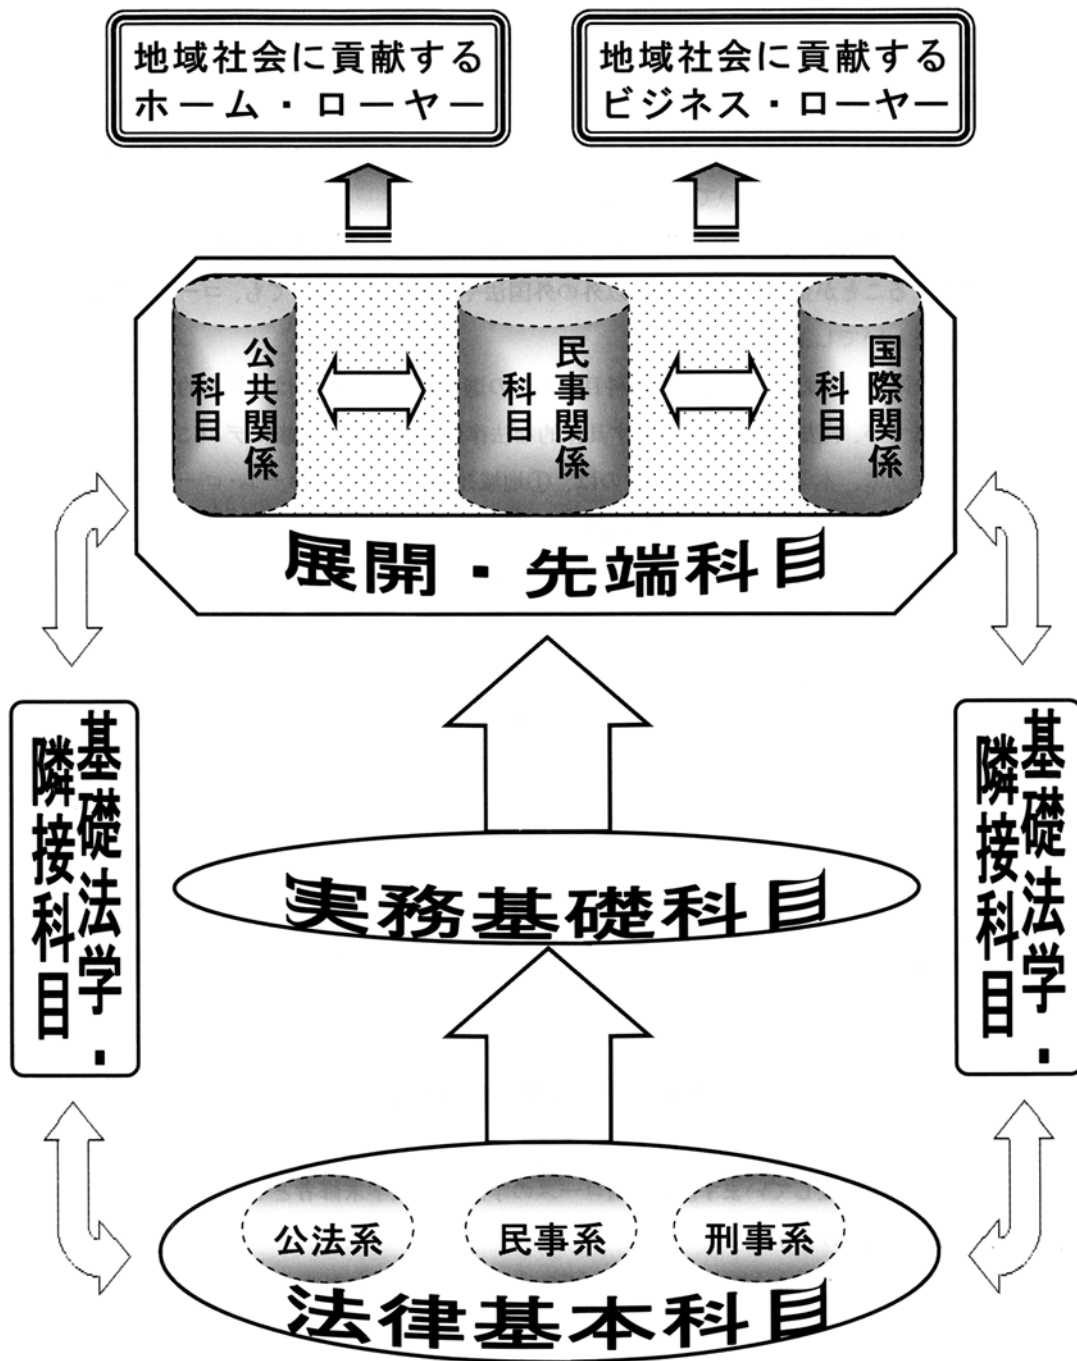 地域社会に貢献する
ホーム・ローヤー
地域社会に貢献する
ビジネス・ローヤー
公共関係
科目
民事関係
科目
国際関係
科目
展開・先端科目
基礎法学・
隣接科目
基礎法学・
隣接科目
実務基礎科目
公法系
民事系
刑事系
法律基本科目